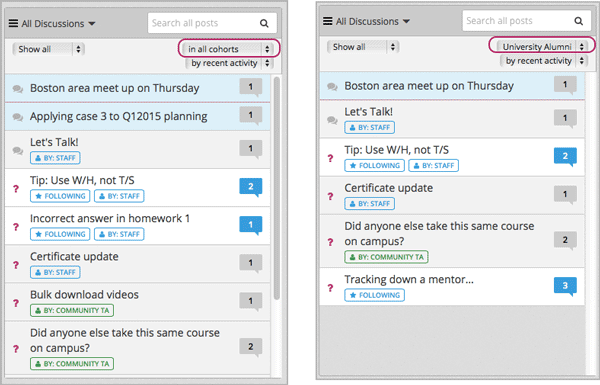 All Discussions
Search all posts
Show all
in all cohorts
by recent activity
Boston area meet up on Thursday
1
Applying case 3 to Q12015 planning
1
Let's Talk!
1
BY: STAFF
Tip: Use W/H, not T/S
2
FOLLOWING BY: STAFF
Incorrect answer in homework 1
1
FOLLOWING BY: STAFF
Certificate update
1
BY: STAFF
Bulk download videos
1
BY: COMMUNITY TA
Did anyone else take this same course
on campus?
2
BY: COMMUNITY TA
All Discussions
Search all posts
Show all
University Alumni
by recent activity
Boston area meet up on Thursday
1
Let's Talk!
1
BY: STAFF
Tip: Use W/H, not T/S
2
FOLLOWING BY: STAFF
Certificate update
1
BY: STAFF
Did anyone else take this same course
on campus?
2
BY: COMMUNITY TA
Tracking down a mentor...
3
FOLLOWING